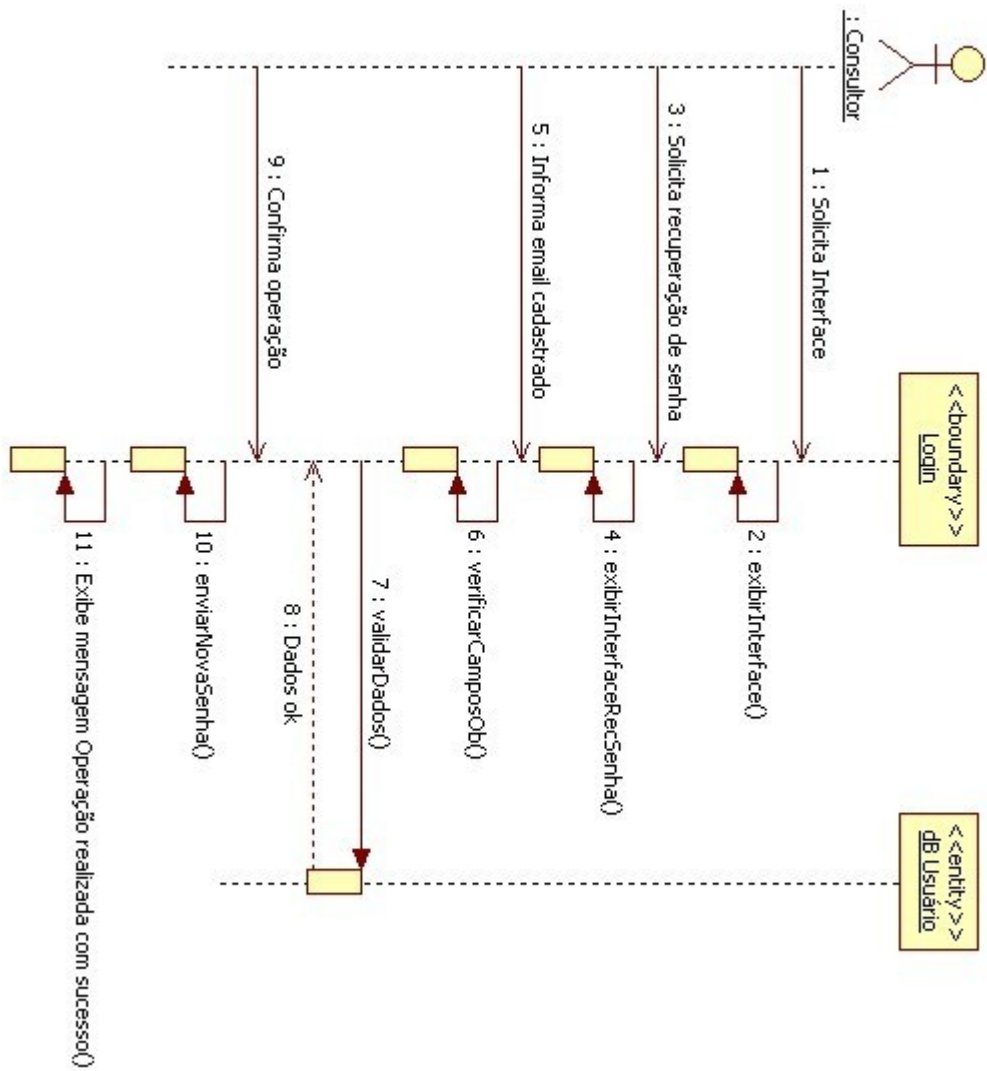 : Consultor
<<boundary>>
Login
<<entity>>
dB Usuário
1 : Solicita Interface
2 : exibirInterface()
3 : Solicita recuperação de senha
4 : exibirInterfaceRecSenha()
5 : Informa email cadastrado
6 : verificarCamposOb()
7 : validarDados()
8 : Dados ok
9 : Confirma operação
10 : enviarNovaSenha()
11 : Exibe mensagem Operação realizada com sucesso()